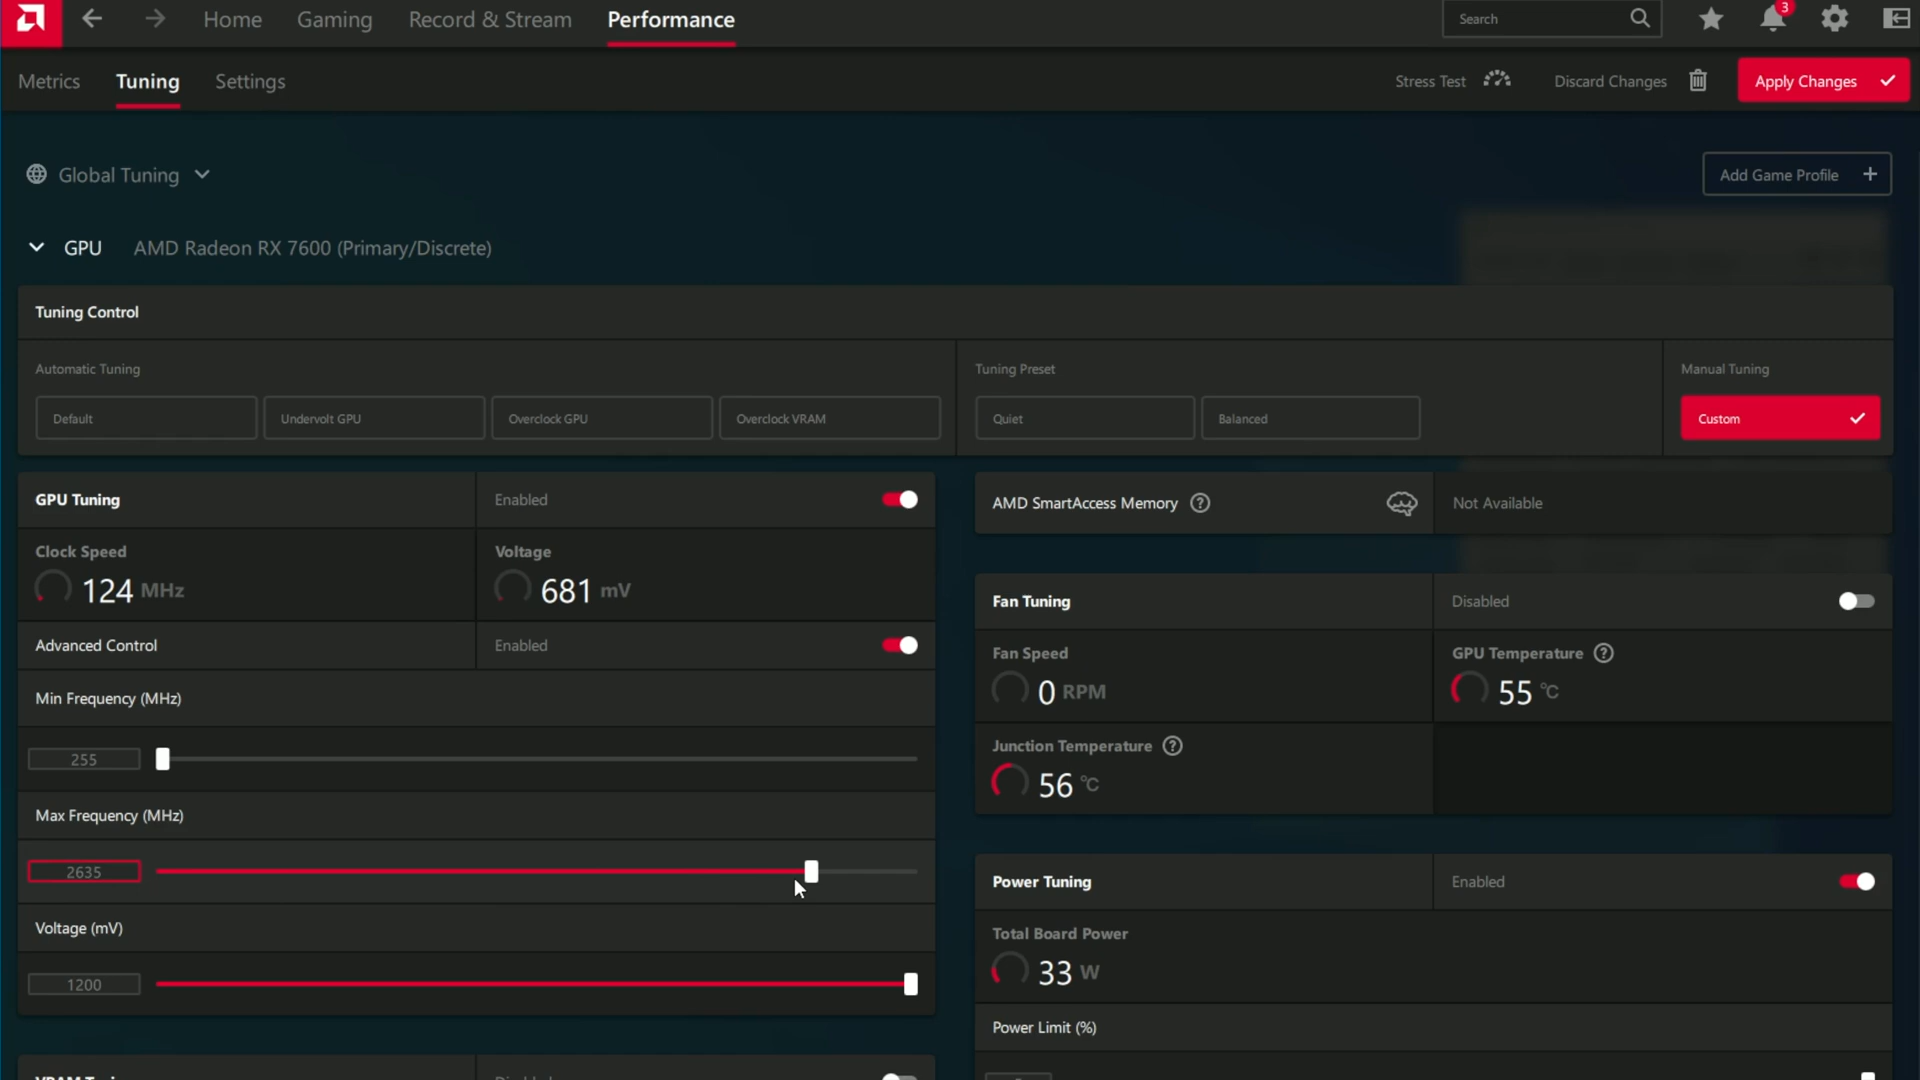 Home
Gaming
Record & Stream
Performance
Search
3
Metrics
Tuning
Settings
Stress Test
Discard Changes
Apply Changes
Global Tuning
Add Game Profile
GPU
AMD Radeon RX 7600 (Primary/Discrete)
Tuning Control
Automatic Tuning
Default
Undervolt GPU
Overclock GPU
Overclock VRAM
Tuning Preset
Quiet
Balanced
Manual Tuning
Custom
GPU Tuning
Enabled
Clock Speed
124 MHz
Voltage
681 mV
Advanced Control
Enabled
Min Frequency (MHz)
255
Max Frequency (MHz)
2635
Voltage (mV)
1200
AMD SmartAccess Memory ?
Not Available
Fan Tuning
Disabled
Fan Speed
0 RPM
GPU Temperature ?
55 °C
Junction Temperature ?
56 °C
Power Tuning
Enabled
Total Board Power
33 W
Power Limit (%)